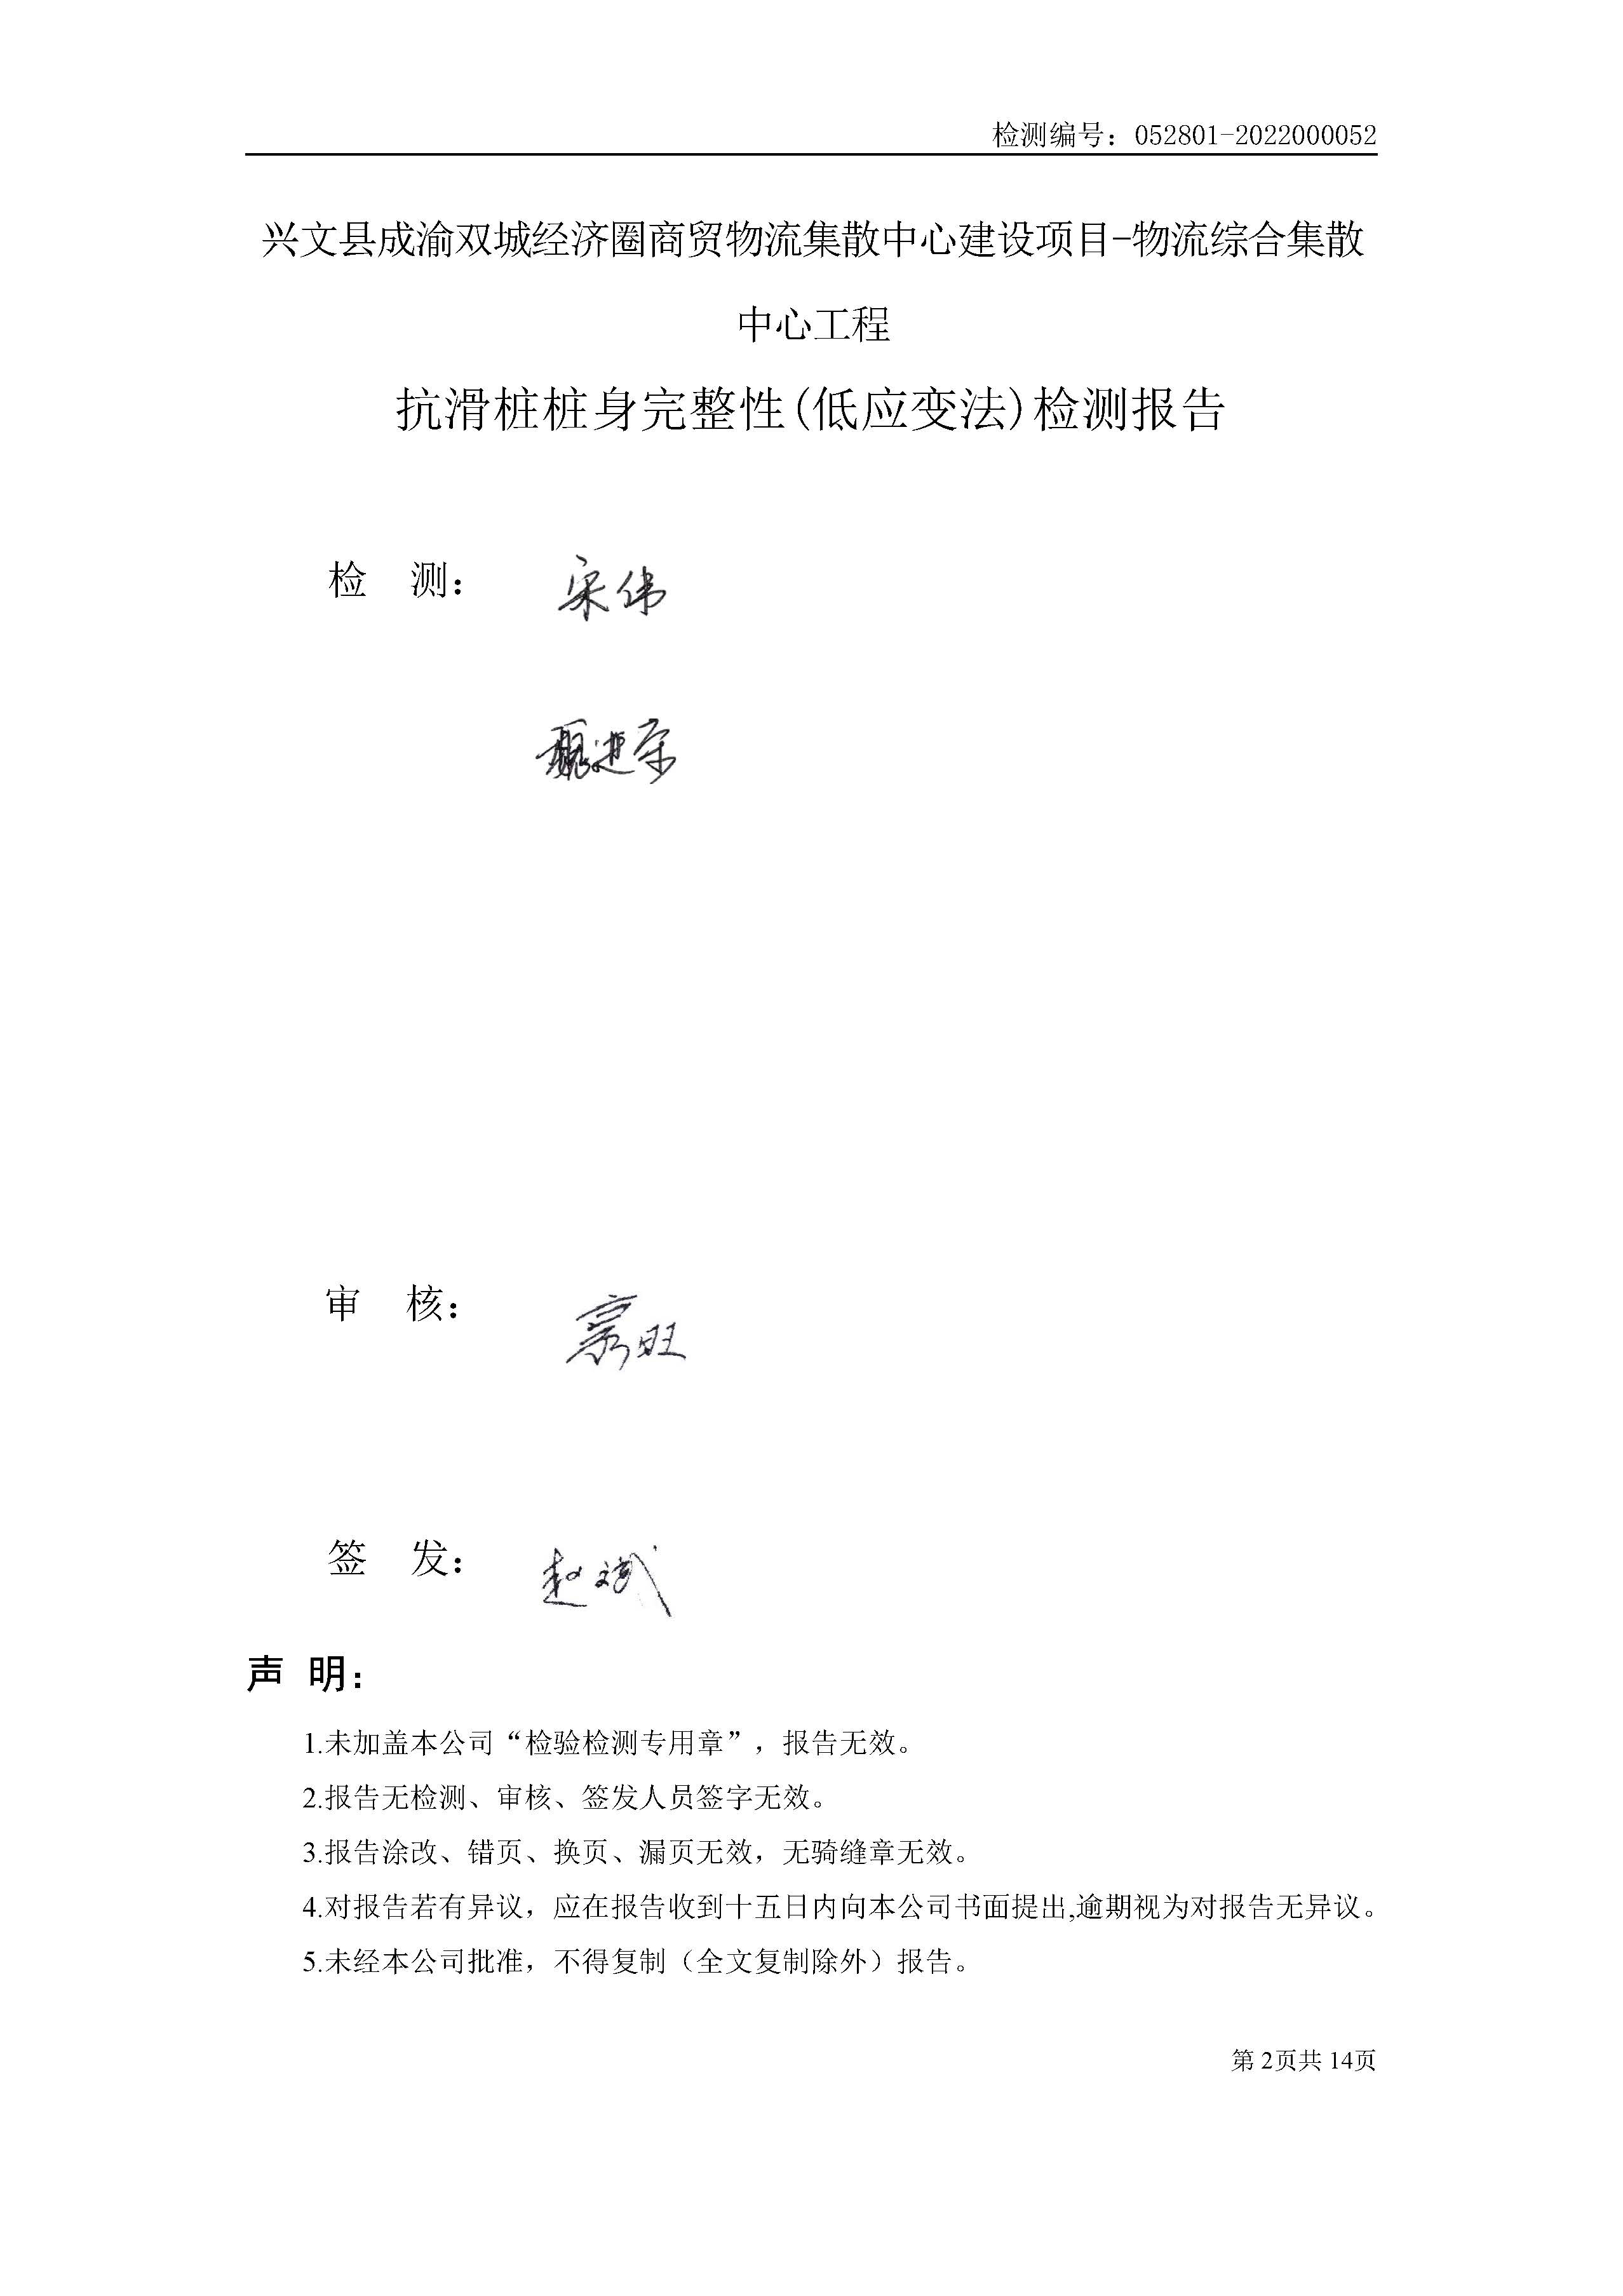 检测编号：052801-2022000052
兴文县成渝双城经济圈商贸物流集散中心建设项目-物流综合集散
中心工程
抗滑桩桩身完整性(低应变法)检测报告
检 测： 宋伟
审 核：
签 发： 赵斌
声 明：
1.未加盖本公司“检验检测专用章”，报告无效。
2.报告无检测、审核、签发人员签字无效。
3.报告涂改、错页、换页、漏页无效，无骑缝章无效。
4.对报告若有异议，应在报告收到十五日内向本公司书面提出,逾期视为对报告无异议。
5.未经本公司批准，不得复制（全文复制除外）报告。
第 2页共 14页